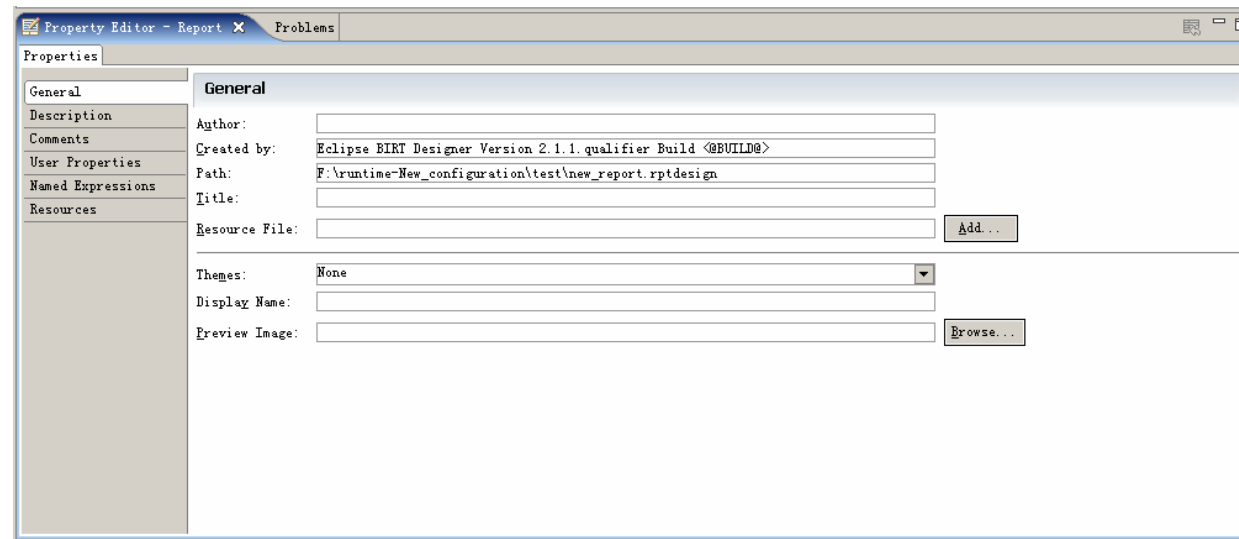 Property Editor - Report Problems
Properties
General
Description
Comments
User Properties
Named Expressions
Resources
General
Author:
Created by: Eclipse BIRT Designer Version 2.1.1.qualifier Build <@BUILD@>
Path: F:\runtime-New_configuration\test\new_report.rptdesign
Title:
Resource File: Add...
Themes: None
Display Name:
Preview Image: Browse...